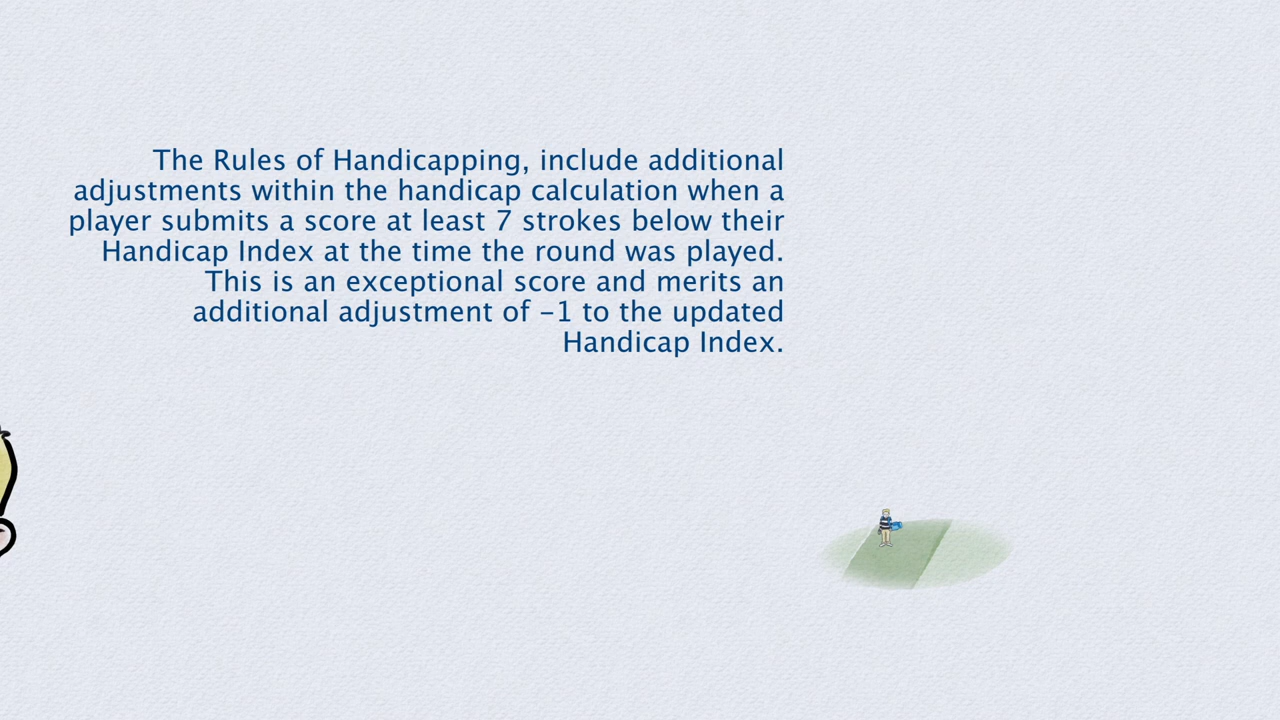 The Rules of Handicapping, include additional
adjustments within the handicap calculation when a
player submits a score at least 7 strokes below their
Handicap Index at the time the round was played.
This is an exceptional score and merits an
additional adjustment of –1 to the updated
Handicap Index.